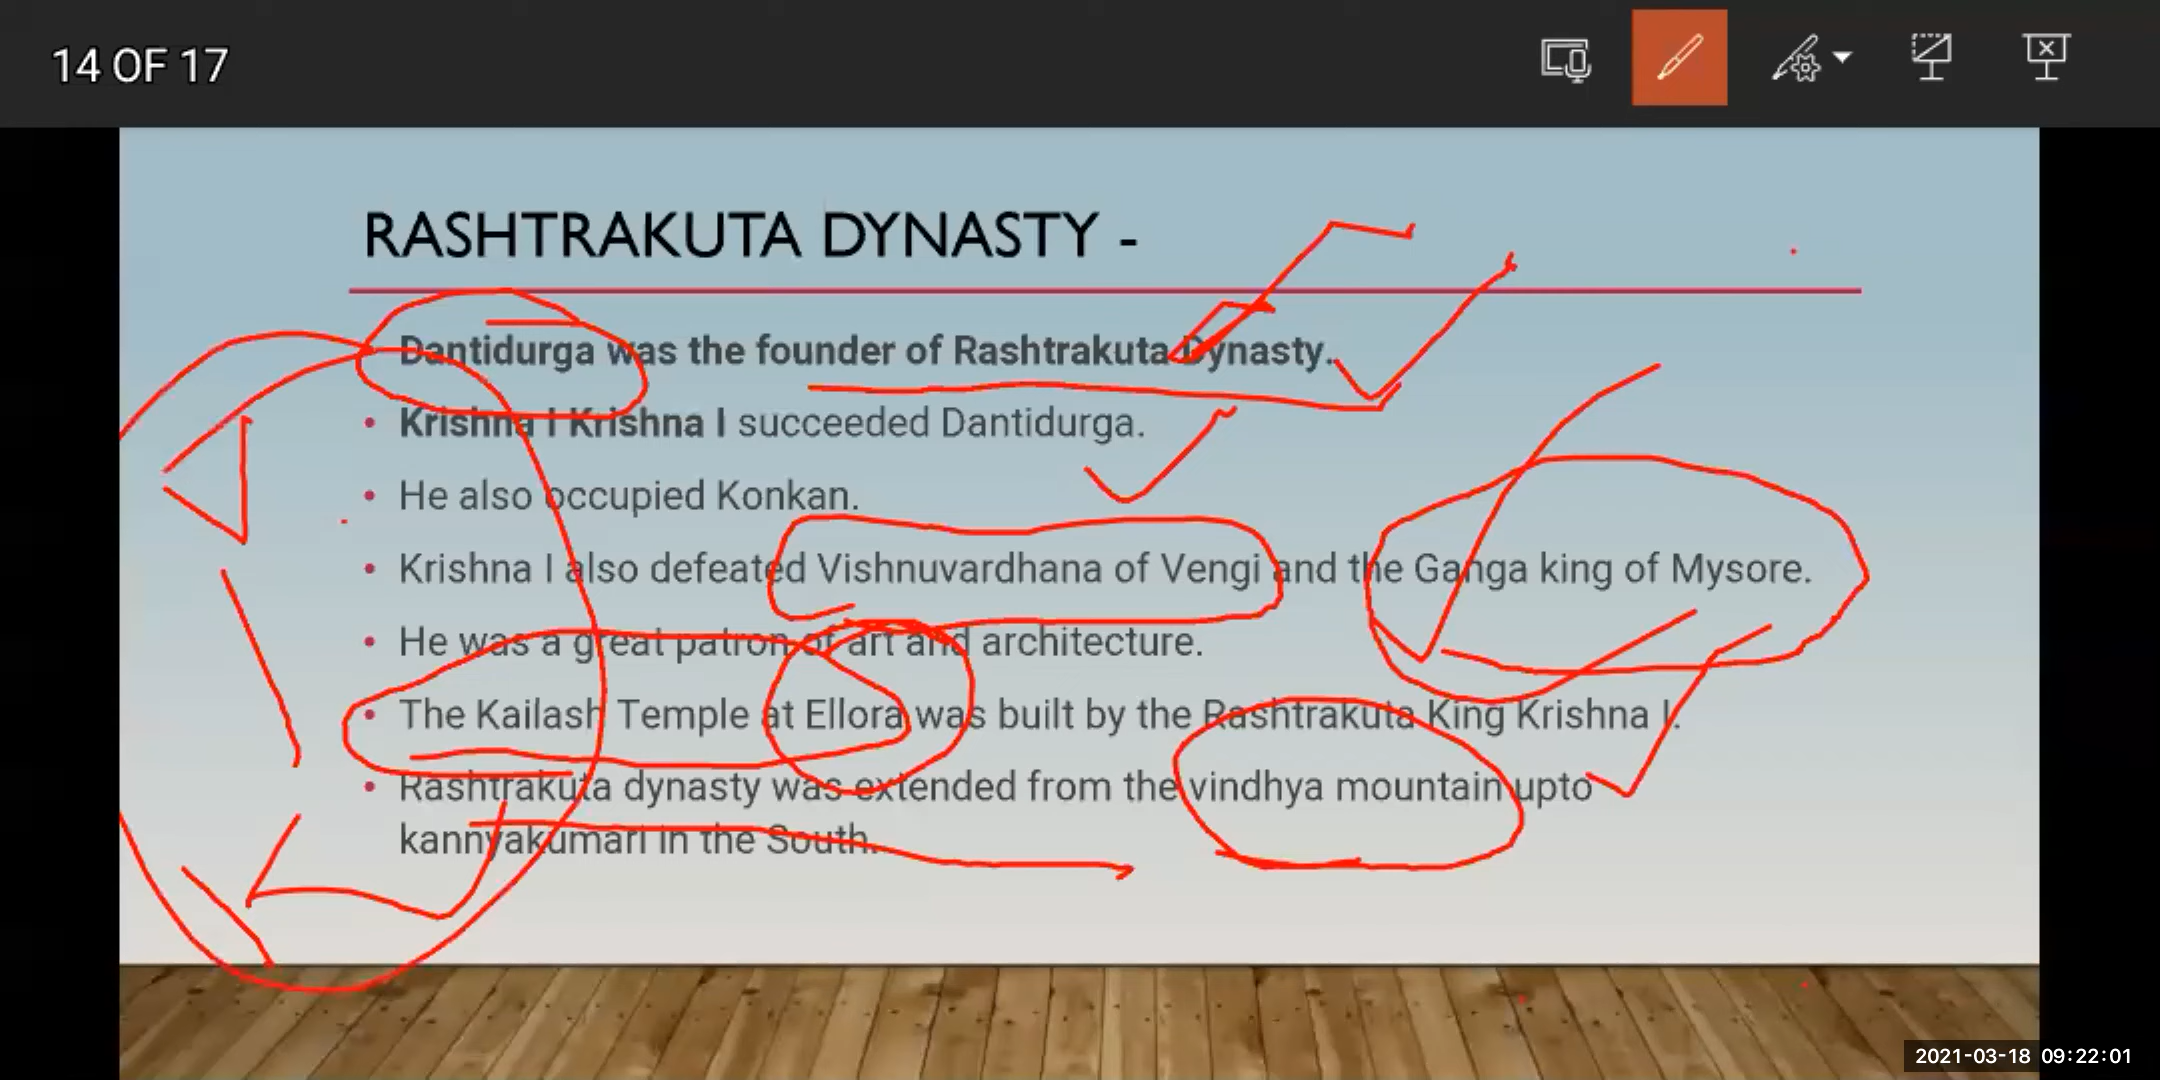 14 OF 17
RASHTRAKUTA DYNASTY -
Dantidurga was the founder of Rashtrakuta Dynasty.
• Krishna I Krishna I succeeded Dantidurga.
• He also occupied Konkan.
• Krishna I also defeated Vishnuvardhana of Vengi and the Ganga king of Mysore.
• He was a great patron of art and architecture.
• The Kailash Temple at Ellora was built by the Rashtrakuta King Krishna I.
• Rashtrakuta dynasty was extended from the vindhya mountain upto
kannyakumari in the South.
2021-03-18 09:22:01